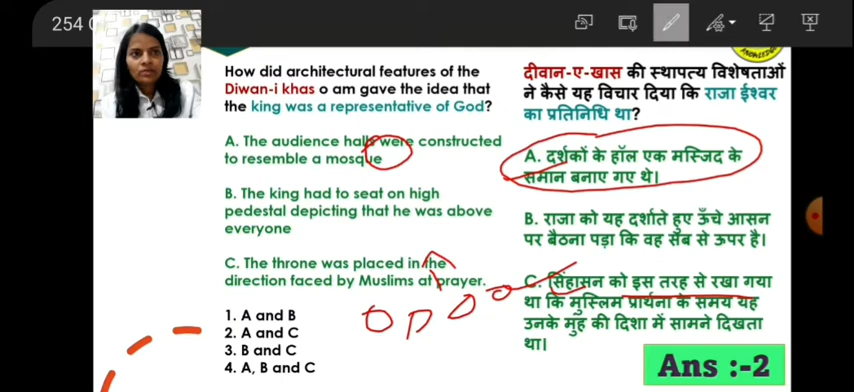 254
How did architectural features of the
Diwan-i khas o am gave the idea that
the king was a representative of God?
A. The audience halls were constructed
to resemble a mosque
B. The king had to seat on high
pedestal depicting that he was above
everyone
C. The throne was placed in the
direction faced by Muslims at prayer.
1. A and B
2. A and C
3. B and C
4. A, B and C
दीवान-ए-खास की स्थापत्य विशेषताओं
ने कैसे यह विचार दिया कि राजा ईश्वर
का प्रतिनिधि था?
A. दर्शकों के हॉल एक मस्जिद के
समान बनाए गए थे।
B. राजा को यह दर्शाते हुए ऊँचे आसन
पर बैठना पड़ा कि वह सब से ऊपर है।
C. सिंहासन को इस तरह से रखा गया
था कि मुस्लिम प्रार्थना के समय यह
उनके मुह की दिशा में सामने दिखता
था।
Ans :-2